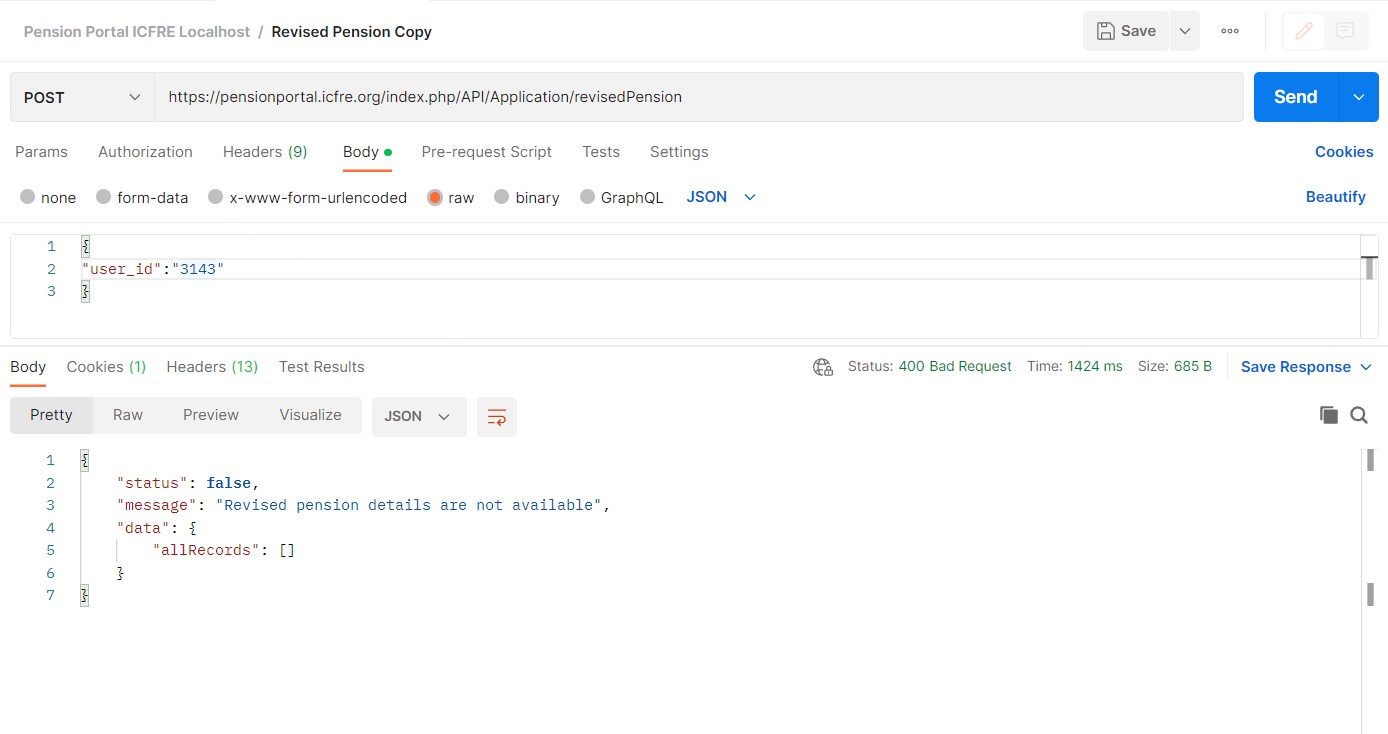 Pension Portal ICFRE Localhost / Revised Pension Copy Save ooo
POST https://pensionportal.icfre.org/index.php/API/Application/revisedPension Send
Params Authorization Headers (9) Body Pre-request Script Tests Settings Cookies
none form-data x-www-form-urlencoded raw binary GraphQL JSON Beautify
1 {
2 "user_id":"3143"
3 }
Body Cookies (1) Headers (13) Test Results Status: 400 Bad Request Time: 1424 ms Size: 685 B Save Response
Pretty Raw Preview Visualize JSON
1 {
2 "status": false,
3 "message": "Revised pension details are not available",
4 "data": {
5 "allRecords": []
6 }
7 }